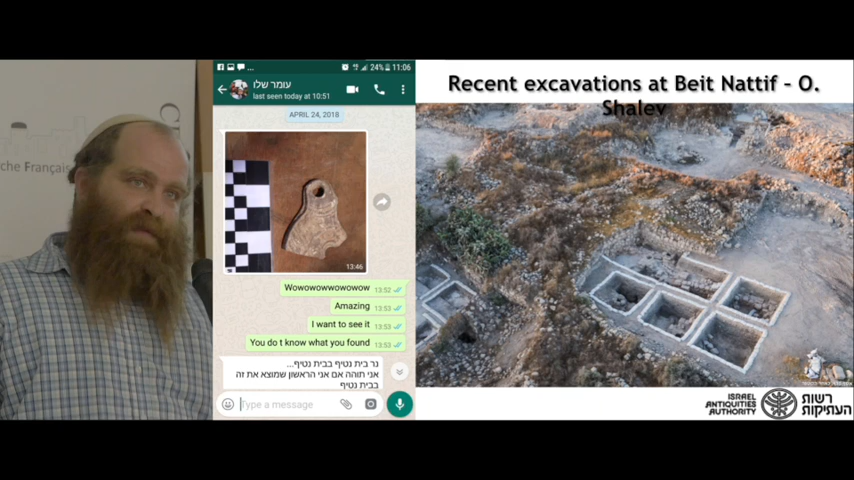 che Français
24% 11:06
עומר שלו
last seen today at 10:51
APRIL 24, 2018
13:46
Wowowowwowowow 13:52
Amazing 13:53
I want to see it 13:53
You do t know what you found 13:53
נר בית נטיף בבית נטיף...
אני תוהה אם אני הראשון שמוצא את זה
בבית נטיף
Type a message
Recent excavations at Beit Nattif – O.
Shalev
ISRAEL
ANTIQUITIES
AUTHORITY
רשות
העתיקות